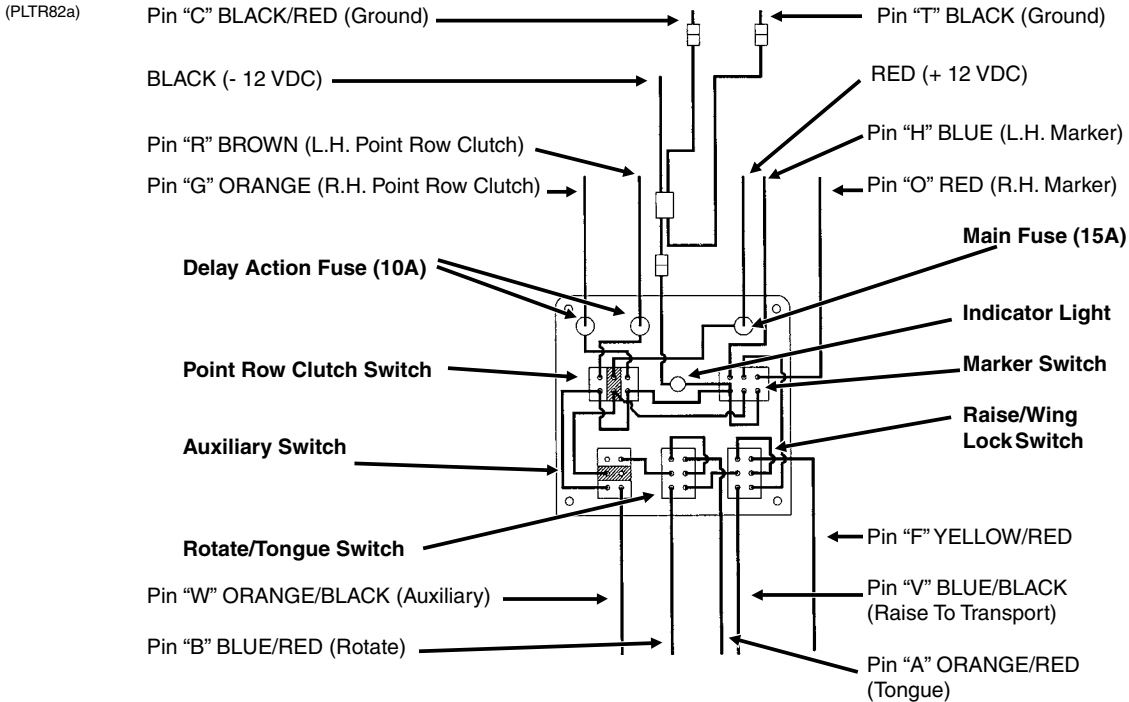 (PLTR82a)
Pin “C” BLACK/RED (Ground)
Pin “T” BLACK (Ground)
BLACK (- 12 VDC)
RED (+ 12 VDC)
Pin “R” BROWN (L.H. Point Row Clutch)
Pin “H” BLUE (L.H. Marker)
Pin “G” ORANGE (R.H. Point Row Clutch)
Pin “O” RED (R.H. Marker)
Main Fuse (15A)
Delay Action Fuse (10A)
Indicator Light
Point Row Clutch Switch
Marker Switch
Raise/Wing
Lock Switch
Auxiliary Switch
Rotate/Tongue Switch
Pin “F” YELLOW/RED
Pin “W” ORANGE/BLACK (Auxiliary)
Pin “V” BLUE/BLACK
(Raise To Transport)
Pin “B” BLUE/RED (Rotate)
Pin “A” ORANGE/RED
(Tongue)